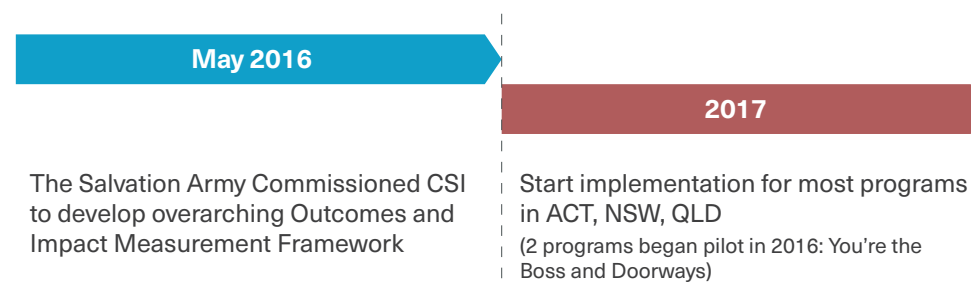 May 2016
2017
The Salvation Army Commissioned CSI
to develop overarching Outcomes and
Impact Measurement Framework
Start implementation for most programs
in ACT, NSW, QLD
(2 programs began pilot in 2016: You’re the
Boss and Doorways)